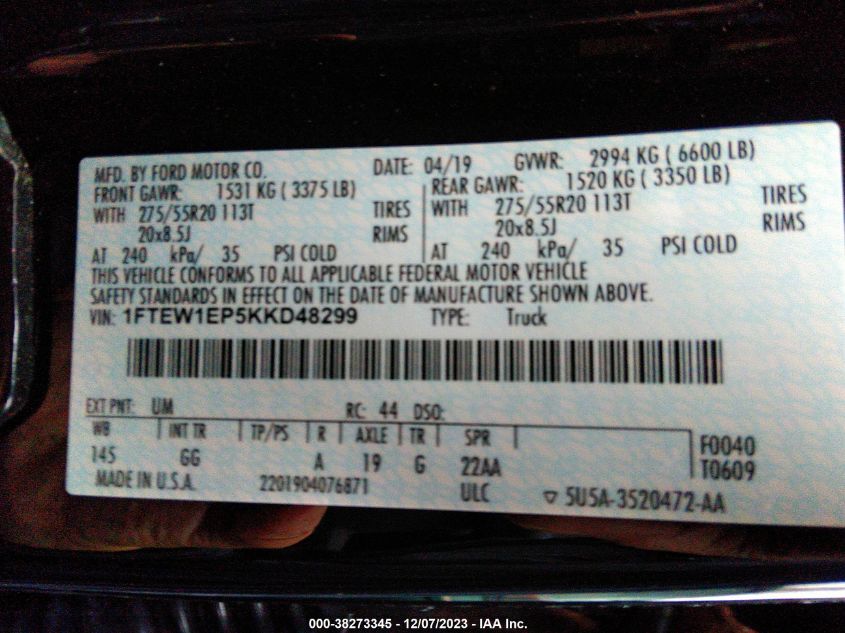 MFD. BY FORD MOTOR CO. DATE: 04/19 GVWR: 2994 KG ( 6600 LB)
FRONT GAWR: 1531 KG ( 3375 LB) REAR GAWR: 1520 KG ( 3350 LB)
WITH 275/55R20 113T TIRES WITH 275/55R20 113T TIRES
20x8.5J RIMS 20x8.5J RIMS
AT 240 kPa/ 35 PSI COLD AT 240 kPa/ 35 PSI COLD
THIS VEHICLE CONFORMS TO ALL APPLICABLE FEDERAL MOTOR VEHICLE
SAFETY STANDARDS IN EFFECT ON THE DATE OF MANUFACTURE SHOWN ABOVE.
VIN: 1FTEW1EP5KKD48299 TYPE: Truck
EXT PNT: UM RC: 44 DSO:
WB INT TR TP/PS R AXLE TR SPR F0040
145 GG A 19 G 22AA T0609
MADE IN U.S.A. 2201904076871 ULC ▽ 5U5A-3520472-AA
000-38273345 - 12/07/2023 - IAA Inc.